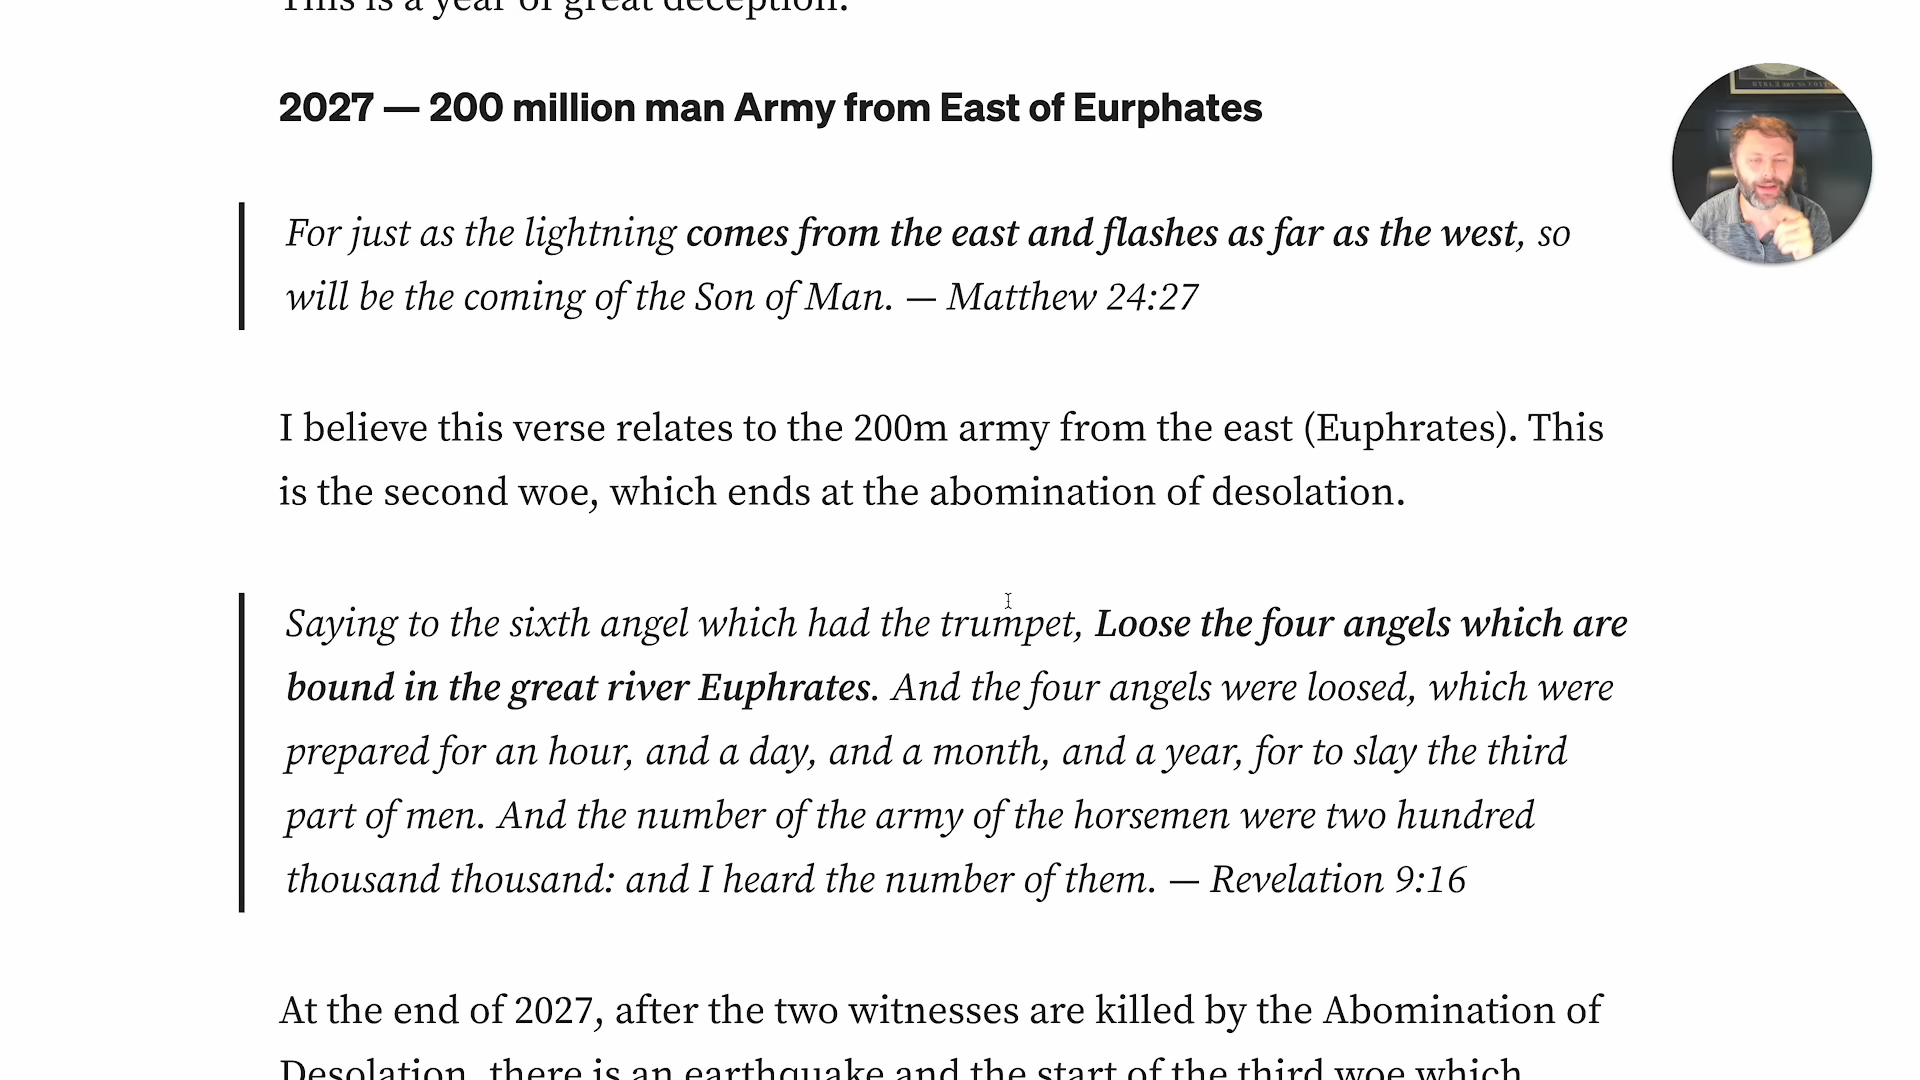 This is a year of great deception.
2027 — 200 million man Army from East of Eurphates
For just as the lightning comes from the east and flashes as far as the west, so
will be the coming of the Son of Man. — Matthew 24:27
I believe this verse relates to the 200m army from the east (Euphrates). This
is the second woe, which ends at the abomination of desolation.
Saying to the sixth angel which had the trumpet, Loose the four angels which are
bound in the great river Euphrates. And the four angels were loosed, which were
prepared for an hour, and a day, and a month, and a year, for to slay the third
part of men. And the number of the army of the horsemen were two hundred
thousand thousand: and I heard the number of them. — Revelation 9:16
At the end of 2027, after the two witnesses are killed by the Abomination of
Desolation, there is an earthquake and the start of the third woe which